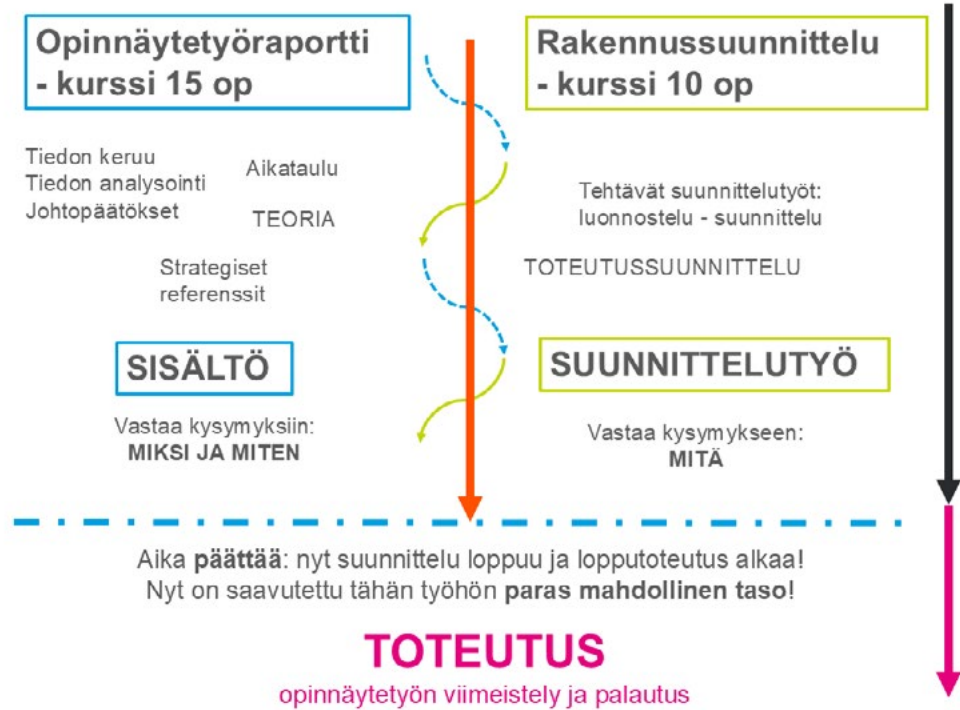 Opinnäytetyöraportti
- kurssi 15 op
Rakennussuunnittelu
- kurssi 10 op
Tiedon keruu
Tiedon analysointi
Johtopäätökset
Aikataulu
TEORIA
Strategiset
referenssit
Tehtävät suunnittelutyöt:
luonnostelu - suunnittelu
TOTEUTUSSUUNNITTELU
SISÄLTÖ
Vastaa kysymyksiin:
MIKSI JA MITEN
SUUNNITTELUTYÖ
Vastaa kysymykseen:
MITÄ
Aika päättää: nyt suunnittelu loppuu ja lopputoteutus alkaa!
Nyt on saavutettu tähän työhön paras mahdollinen taso!
TOTEUTUS
opinnäytetyön viimeistely ja palautus